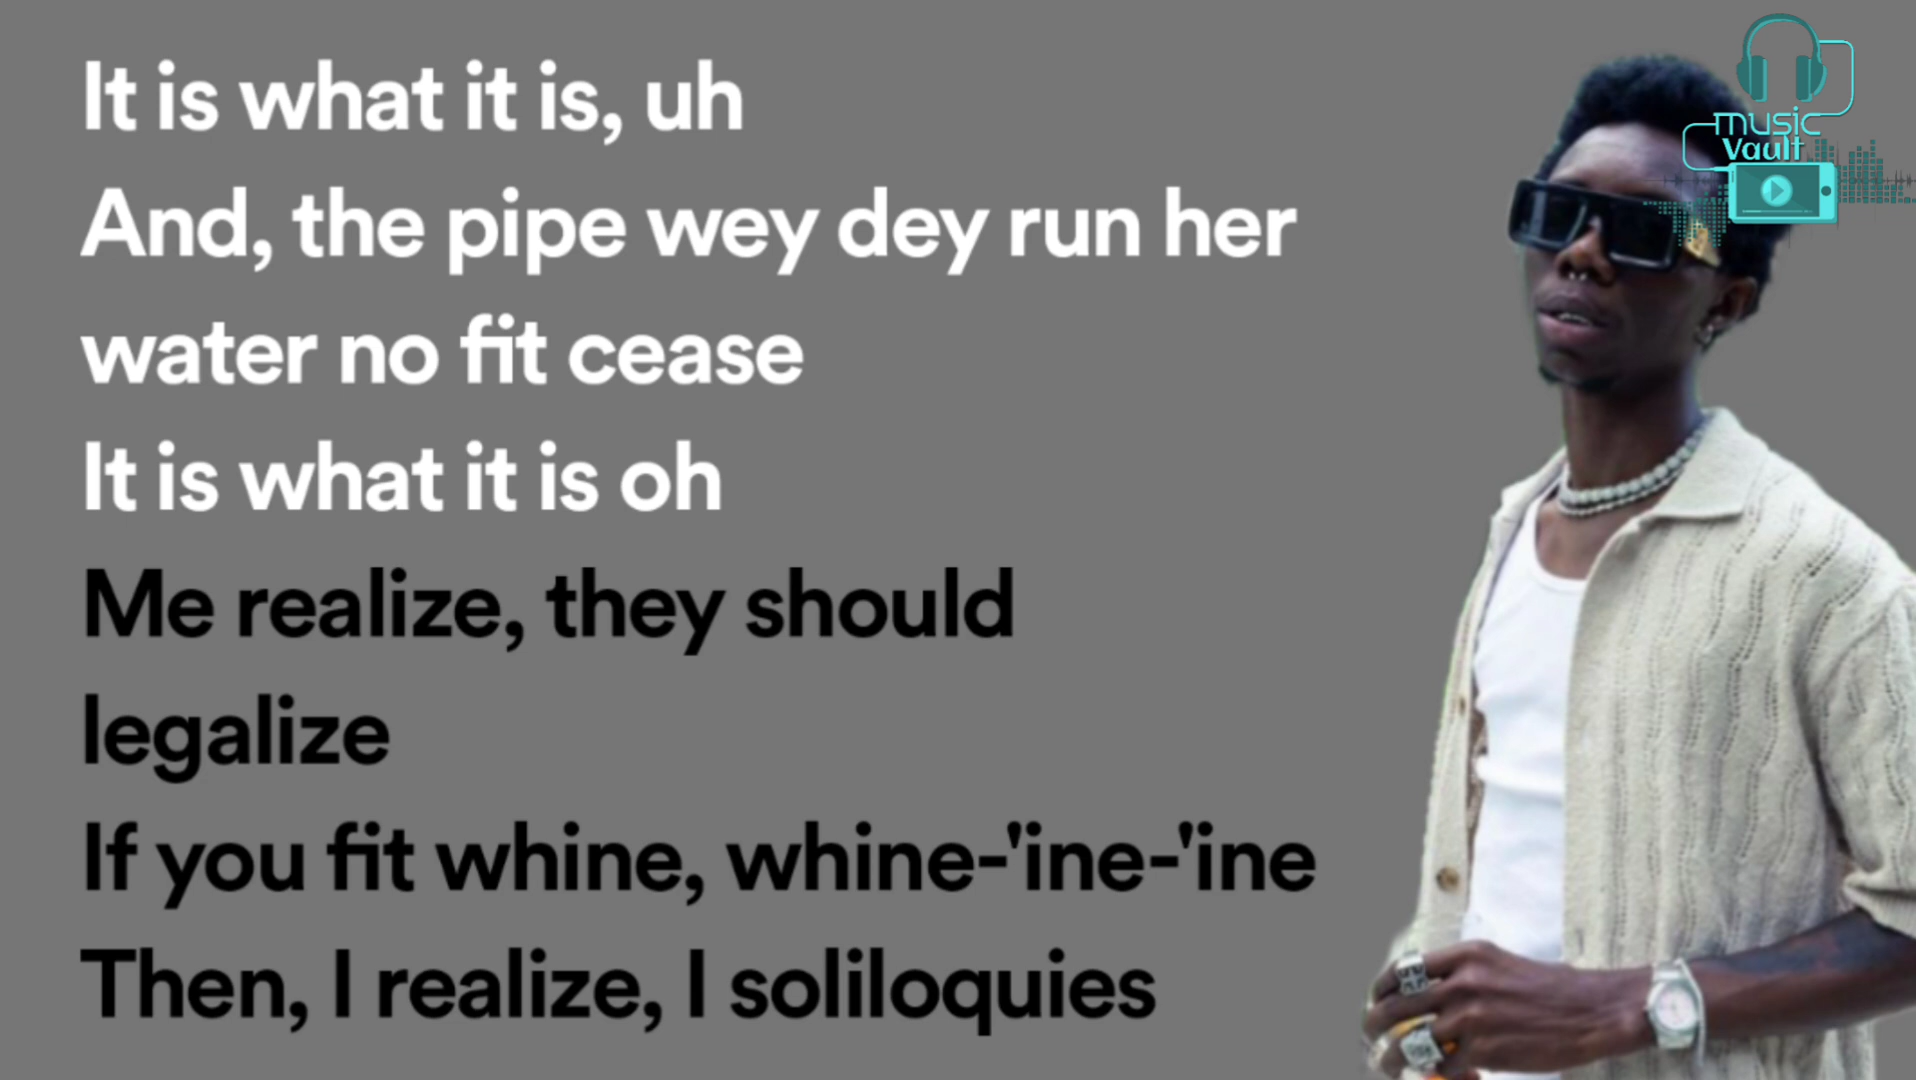 It is what it is, uh
And, the pipe wey dey run her
water no fit cease
It is what it is oh
Me realize, they should
legalize
If you fit whine, whine-'ine-'ine
Then, I realize, I soliloquies
music
Vault